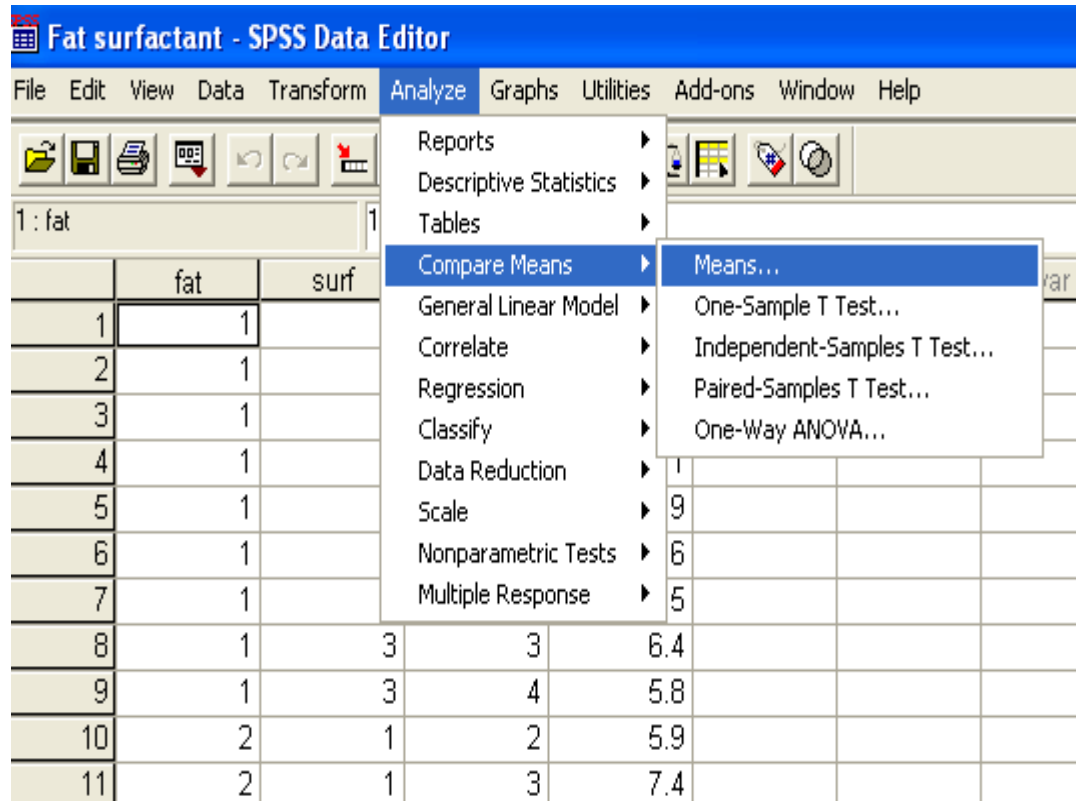 Fat surfactant - SPSS Data Editor
File Edit View Data Transform Analyze Graphs Utilities Add-ons Window Help
1 : fat 1
Reports
Descriptive Statistics
Tables
Compare Means
General Linear Model
Correlate
Regression
Classify
Data Reduction
Scale
Nonparametric Tests
Multiple Response
Means...
One-Sample T Test...
Independent-Samples T Test...
Paired-Samples T Test...
One-Way ANOVA...
fat surf var
1 1
2 1
3 1
4 1
5 1 9
6 1 6
7 1 5
8 1 3 3 6.4
9 1 3 4 5.8
10 2 1 2 5.9
11 2 1 3 7.4